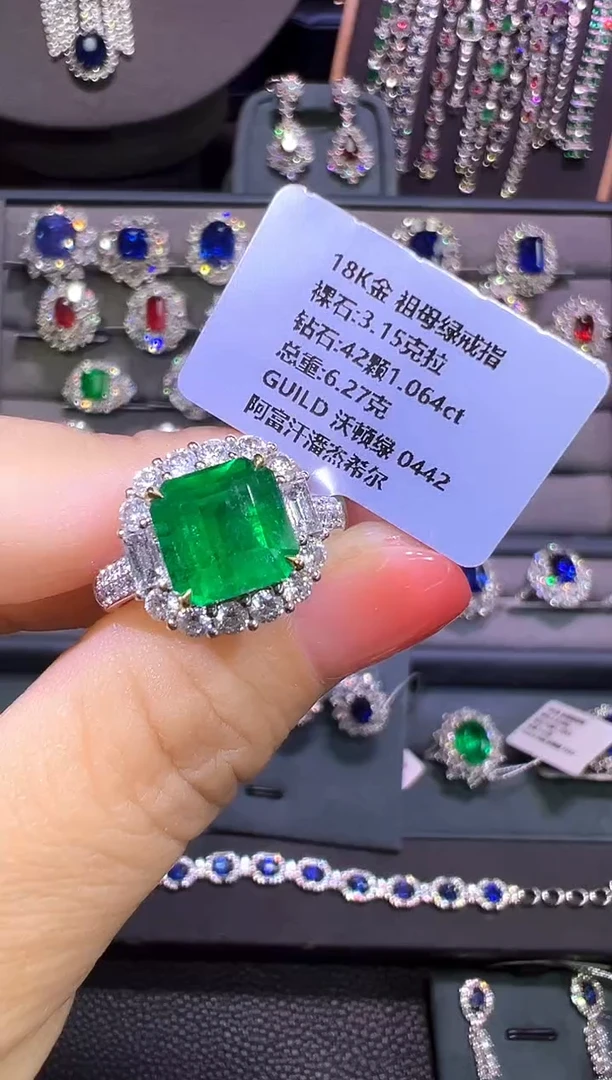 18K金 祖母绿戒指
裸石:3.15克拉
钻石:42颗1.064ct
总重:6.27克
GUILD 沃顿绿 0442
阿富汗潘杰希尔